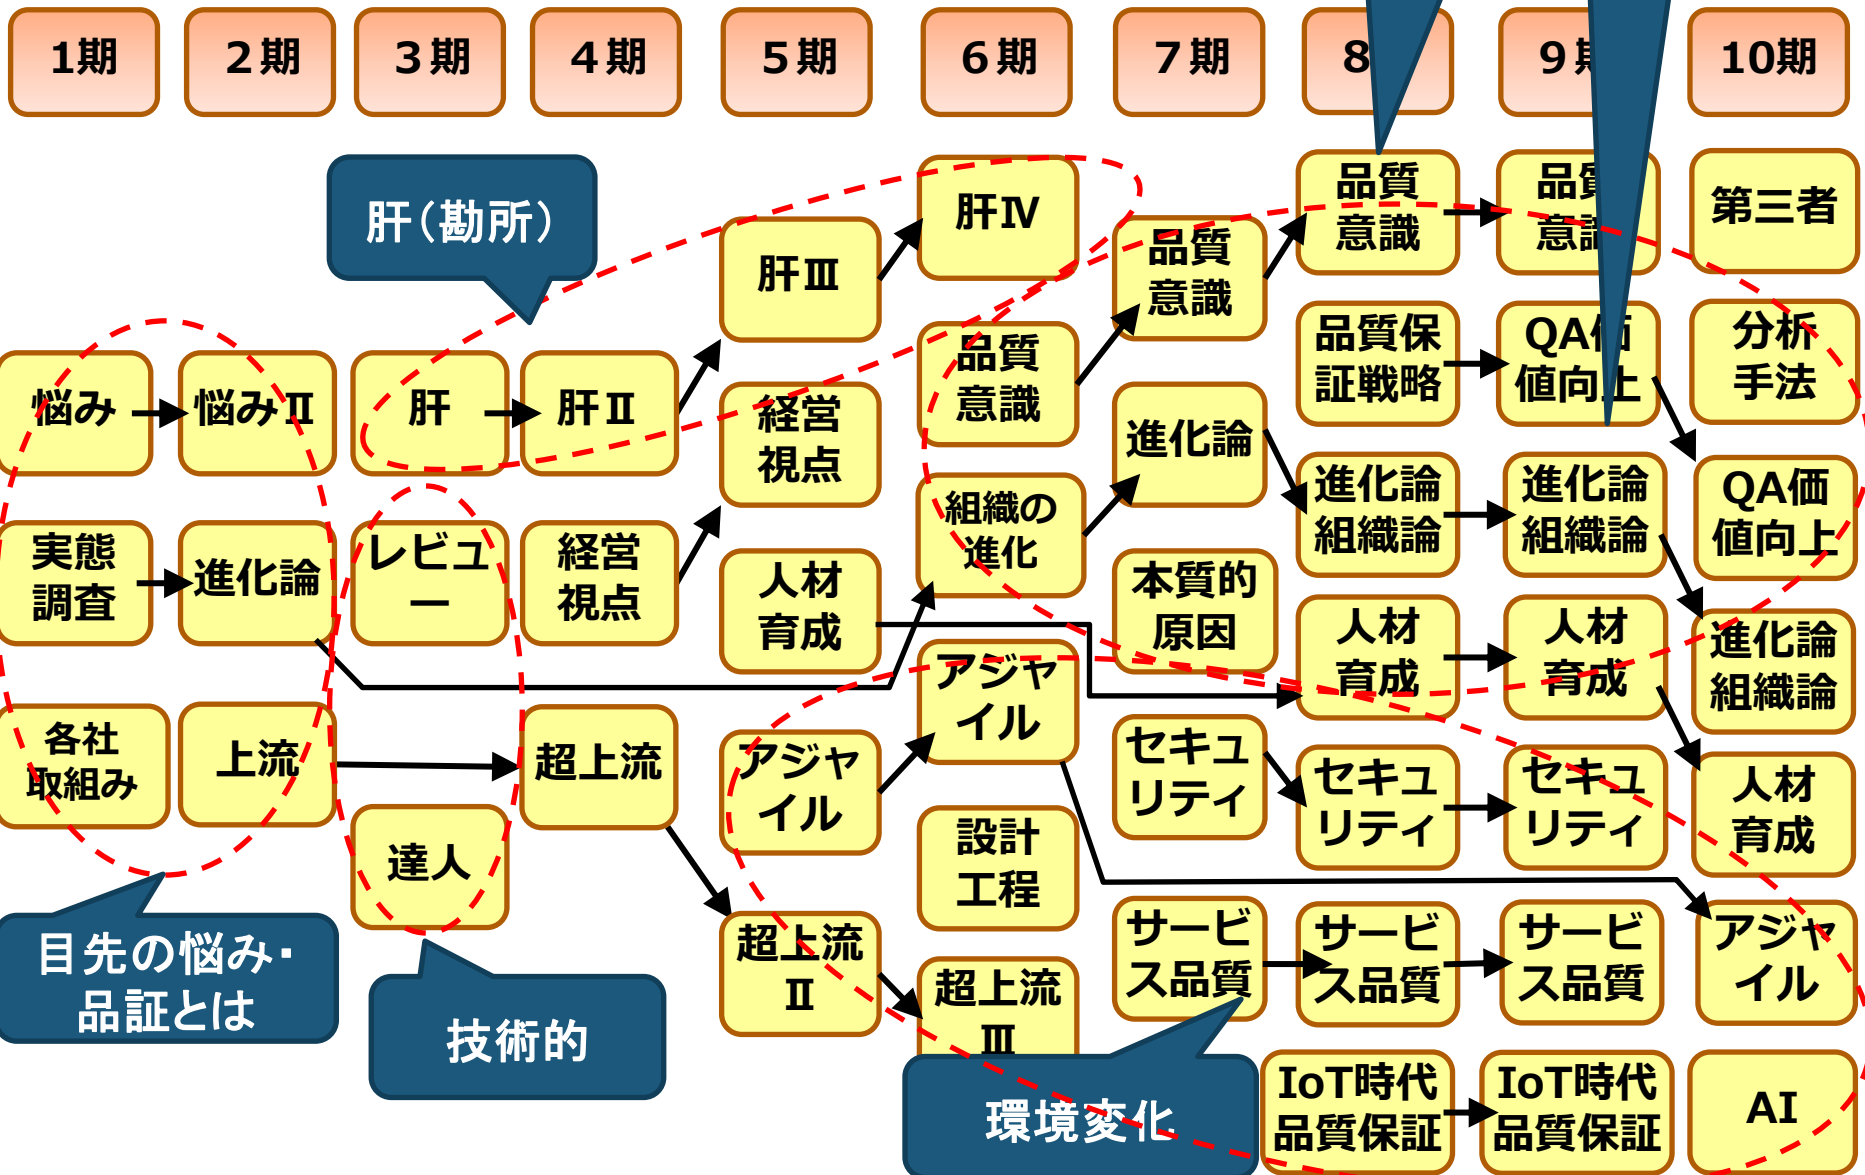 1期
２期
３期
４期
５期
６期
７期
8
9
10期
肝（勘所）
悩み
実態
調査
各社
取組み
悩みⅡ
進化論
上流
肝
レビュ
ー
達人
肝Ⅱ
経営
視点
超上流
肝Ⅲ
経営
視点
人材
育成
アジャ
イル
超上流
Ⅱ
肝Ⅳ
品質
意識
組織の
進化
アジャ
イル
設計
工程
超上流
Ⅲ
品質
意識
進化論
本質的
原因
セキュ
リティ
サービ
ス品質
品質
意識
品質保
証戦略
進化論
組織論
人材
育成
セキュ
リティ
サービ
ス品質
IoT時代
品質保証
品質
意識
QA価
値向上
進化論
組織論
人材
育成
セキュ
リティ
サービ
ス品質
IoT時代
品質保証
第三者
分析
手法
QA価
値向上
進化論
組織論
人材
育成
アジャ
イル
AI
目先の悩み・
品証とは
技術的
環境変化